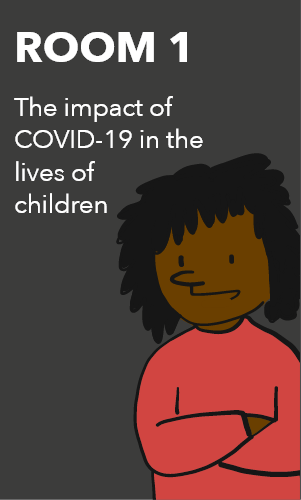 ROOM 1
The impact of
COVID-19 in the
lives of
children